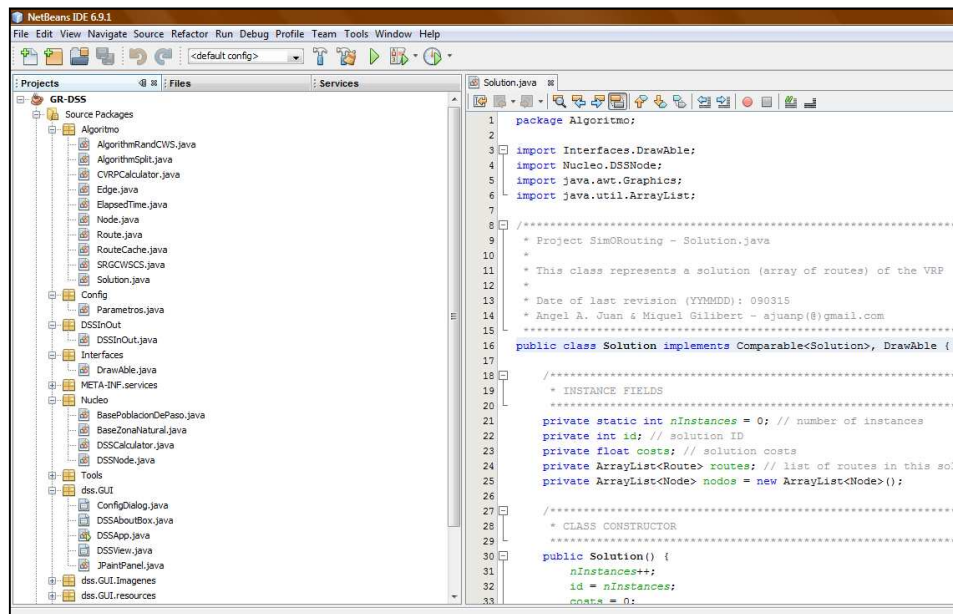 NetBeans IDE 6.9.1
File Edit View Navigate Source Refactor Run Debug Profile Team Tools Window Help
<default config>
Projects Files Services
GR-DSS
Source Packages
Algoritmo
AlgorithmRandCWS.java
AlgorithmSplit.java
CVRPCalculator.java
Edge.java
ElapsedTime.java
Node.java
Route.java
RouteCache.java
SRGCWSCS.java
Solution.java
Config
Parametros.java
DSSInOut
DSSInOut.java
Interfaces
DrawAble.java
META-INF.services
Nucleo
BasePoblacionDePaso.java
BaseZonaNatural.java
DSSCalculator.java
DSSNode.java
Tools
dss.GUI
ConfigDialog.java
DSSAboutBox.java
DSSApp.java
DSSView.java
JPaintPanel.java
dss.GUI.Imagenes
dss.GUI.resources
Solution.java
1 package Algoritmo;
2
3 import Interfaces.DrawAble;
4 import Nucleo.DSSNode;
5 import java.awt.Graphics;
6 import java.util.ArrayList;
7
8 /*******************************************************
9 * Project SimORouting - Solution.java
10 *
11 * This class represents a solution (array of routes) of the VRP
12 *
13 * Date of last revision (YYMMDD): 090315
14 * Angel A. Juan & Miquel Gilibert - ajuanp(@)gmail.com
15 *******************************************************
16 public class Solution implements Comparable<Solution>, DrawAble {
17
18 /***************************************************
19 * INSTANCE FIELDS
20 ***************************************************
21 private static int nInstances = 0; // number of instances
22 private int id; // solution ID
23 private float costs; // solution costs
24 private ArrayList<Route> routes; // list of routes in this sol
25 private ArrayList<Node> nodos = new ArrayList<Node>();
26
27 /***************************************************
28 * CLASS CONSTRUCTOR
29 ***************************************************
30 public Solution() {
31 nInstances++;
32 id = nInstances;
33 costs = 0;